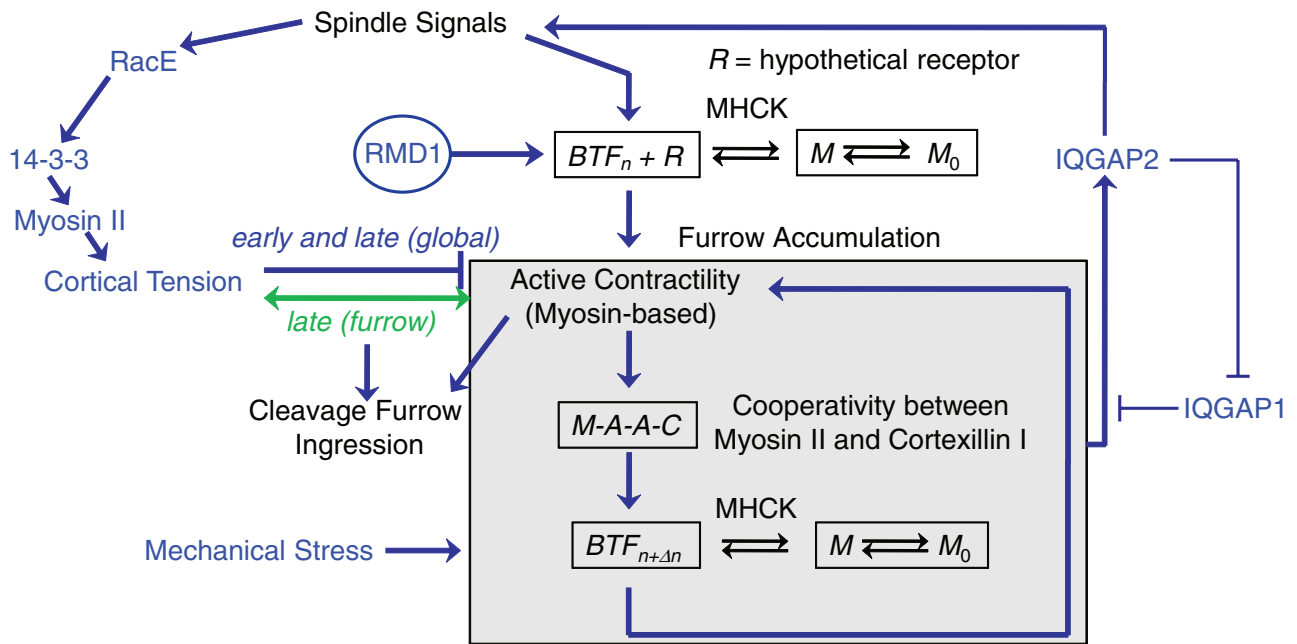 Spindle Signals
RacE
R = hypothetical receptor
MHCK
14-3-3
RMD1
BTFₙ + R
M M₀
IQGAP2
Myosin II
early and late (global)
Furrow Accumulation
Cortical Tension
Active Contractility
(Myosin-based)
late (furrow)
Cleavage Furrow
Ingression
M-A-A-C
Cooperativity between
Myosin II and Cortexillin I
IQGAP1
MHCK
Mechanical Stress
BTFn+Δn
M M₀